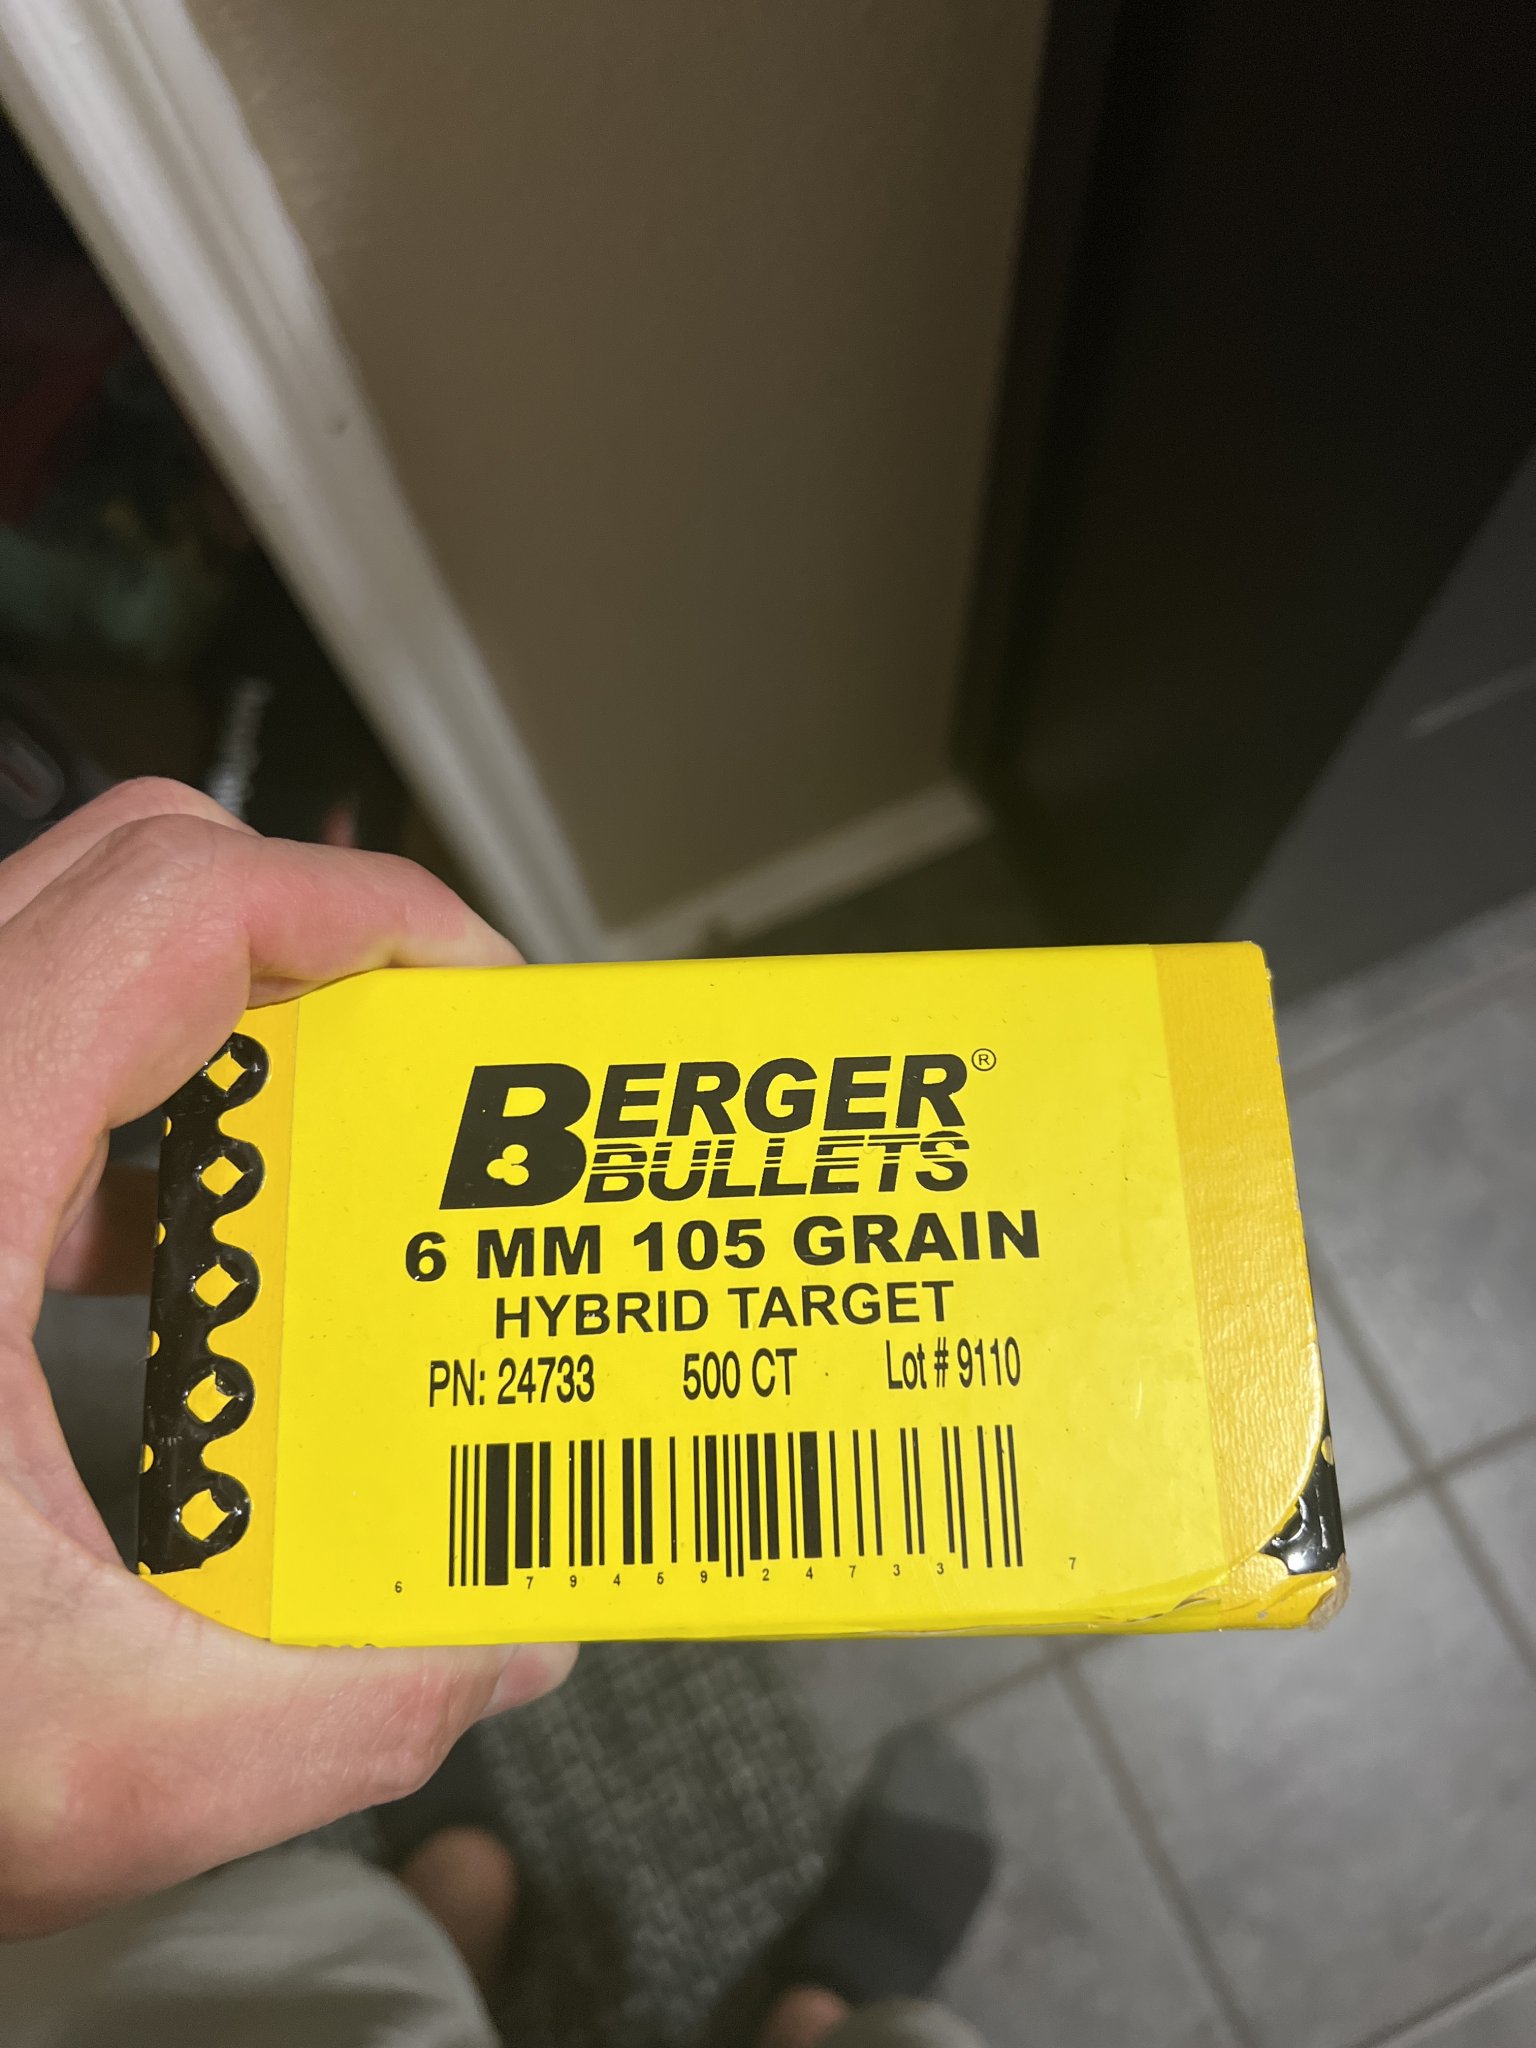 BERGER®
BULLETS
6 MM 105 GRAIN
HYBRID TARGET
PN: 24733 500 CT Lot # 9110
6 79459 24733 7